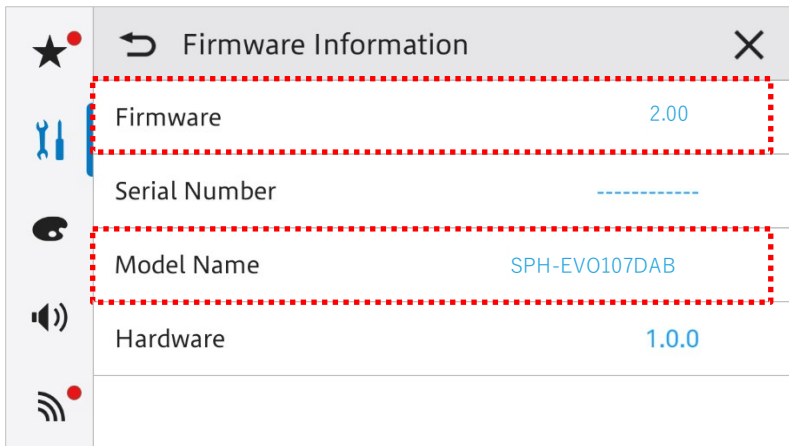 Firmware Information
Firmware 2.00
Serial Number ------------
Model Name SPH-EVO107DAB
Hardware 1.0.0